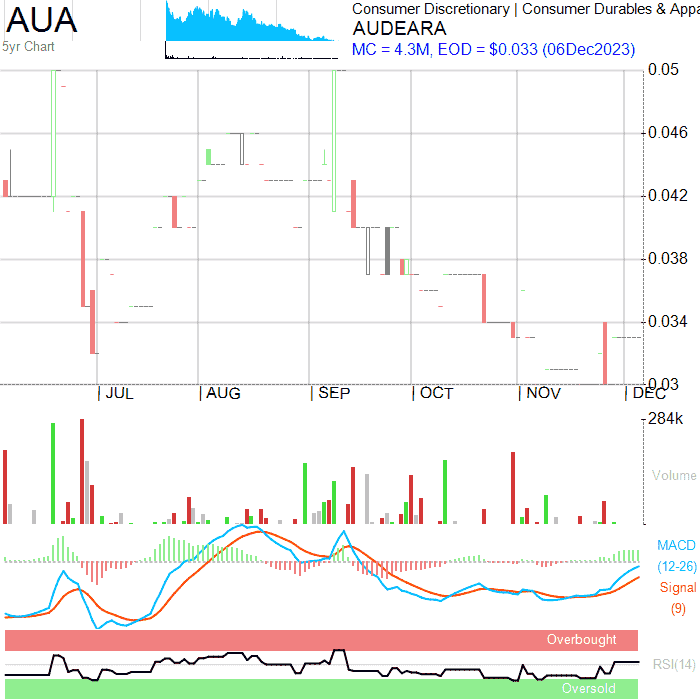 AUA
5yr Chart
Consumer Discretionary | Consumer Durables & Appa
AUDEARA
MC = 4.3M, EOD = $0.033 (06Dec2023)
0.05
0.046
0.042
0.038
0.034
0.03
JUL
AUG
SEP
OCT
NOV
DEC
284k
Volume
MACD
(12-26)
Signal
(9)
Overbought
RSI(14)
Oversold